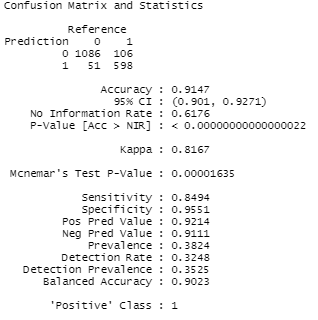 Confusion Matrix and Statistics
Reference
Prediction 0 1
0 1086 106
1 51 598
Accuracy : 0.9147
95% CI : (0.901, 0.9271)
No Information Rate : 0.6176
P-Value [Acc > NIR] : < 0.00000000000000022
Kappa : 0.8167
Mcnemar's Test P-Value : 0.00001635
Sensitivity : 0.8494
Specificity : 0.9551
Pos Pred Value : 0.9214
Neg Pred Value : 0.9111
Prevalence : 0.3824
Detection Rate : 0.3248
Detection Prevalence : 0.3525
Balanced Accuracy : 0.9023
'Positive' Class : 1